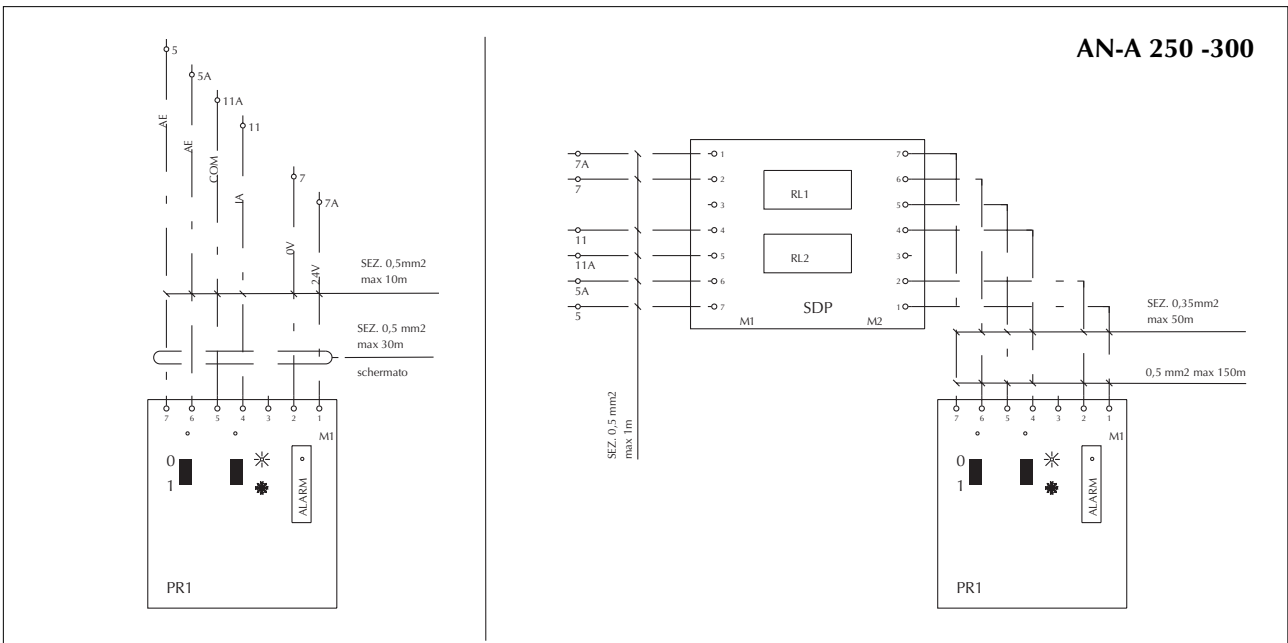 AN-A 250 -300
5
5A
11A
11
7
7A
AE
AE
COM
IA
0V
24V
SEZ. 0,5mm2
max 10m
SEZ. 0,5 mm2
max 30m
schermato
7 6 5 4 3 2 1
M1
0
1
ALARM
PR1
7A
7
11
11A
5A
5
SEZ. 0,5 mm2
max 1m
1
2
3
4
5
6
7
M1
RL1
RL2
SDP
7
6
5
4
3
2
1
M2
SEZ. 0,35mm2
max 50m
0,5 mm2 max 150m
7 6 5 4 3 2 1
M1
0
1
ALARM
PR1